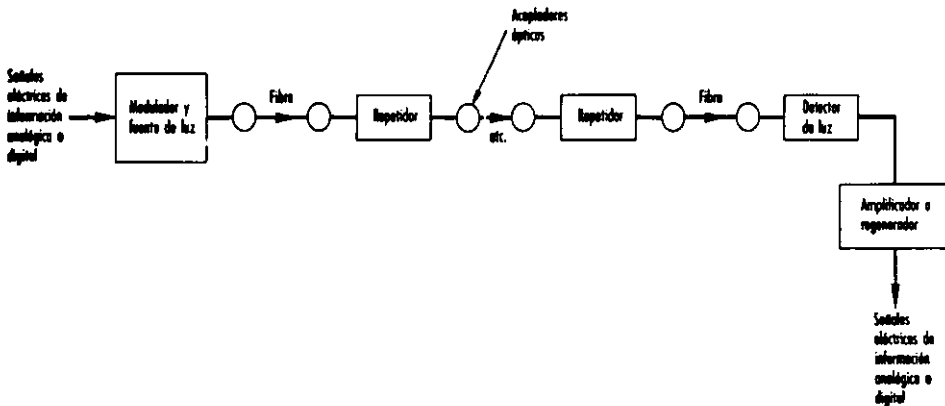 Acopladores
ópticos
Señales
eléctricas de
información
analógica o
digital
Modulador y
fuente de luz
Fibra
Repetidor
etc.
Repetidor
Fibra
Detector
de luz
Amplificador o
regenerador
Señales
eléctricas de
información
analógica o
digital